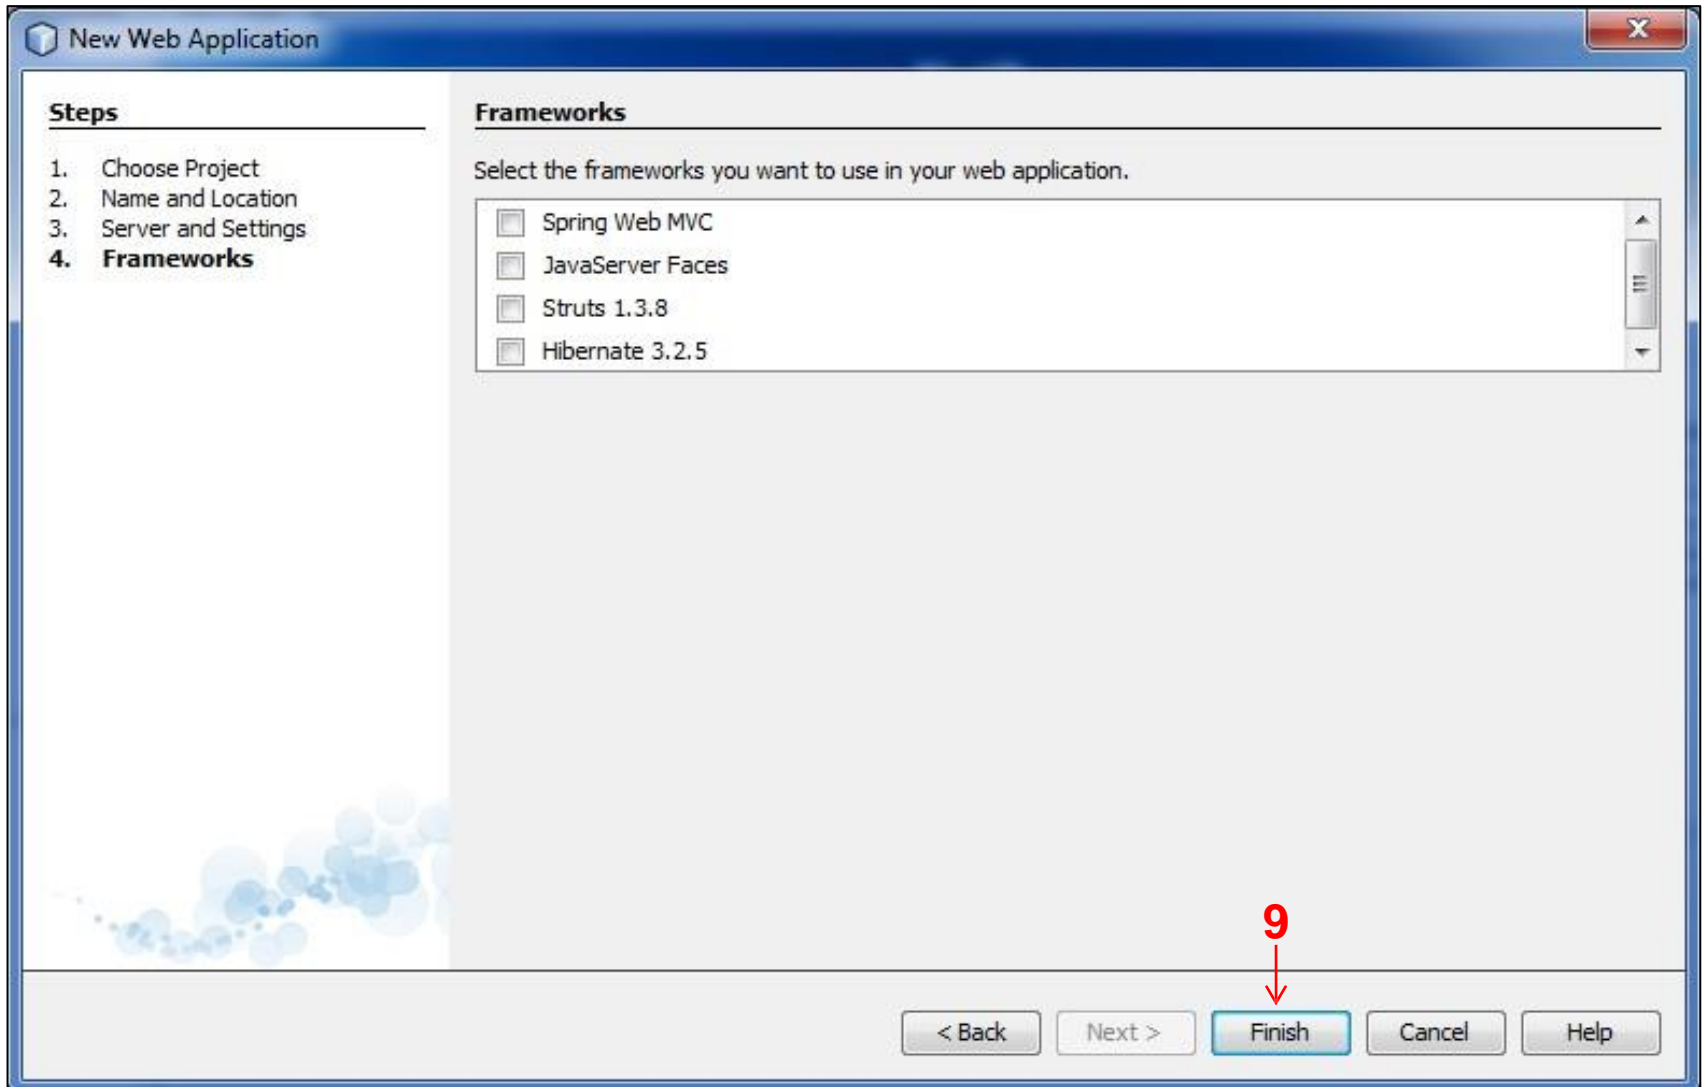 New Web Application
Steps
1. Choose Project
2. Name and Location
3. Server and Settings
4. Frameworks
Frameworks
Select the frameworks you want to use in your web application.
Spring Web MVC
JavaServer Faces
Struts 1.3.8
Hibernate 3.2.5
9
< Back
Next >
Finish
Cancel
Help